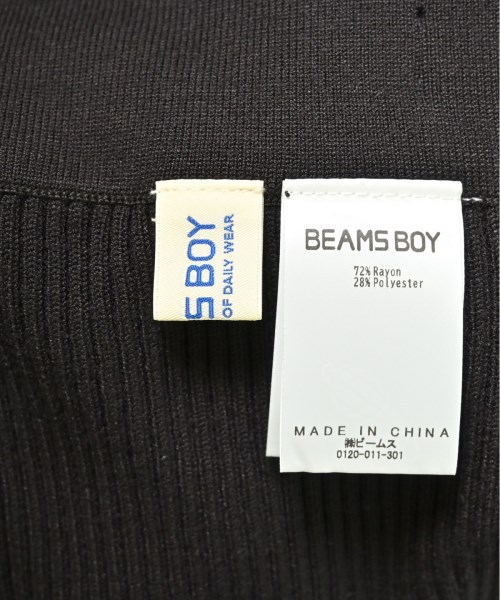 S BOY
OF DAILY WEAR
BEAMS BOY
72% Rayon
28% Polyester
MADE IN CHINA
㈱ビームス
0120-011-301